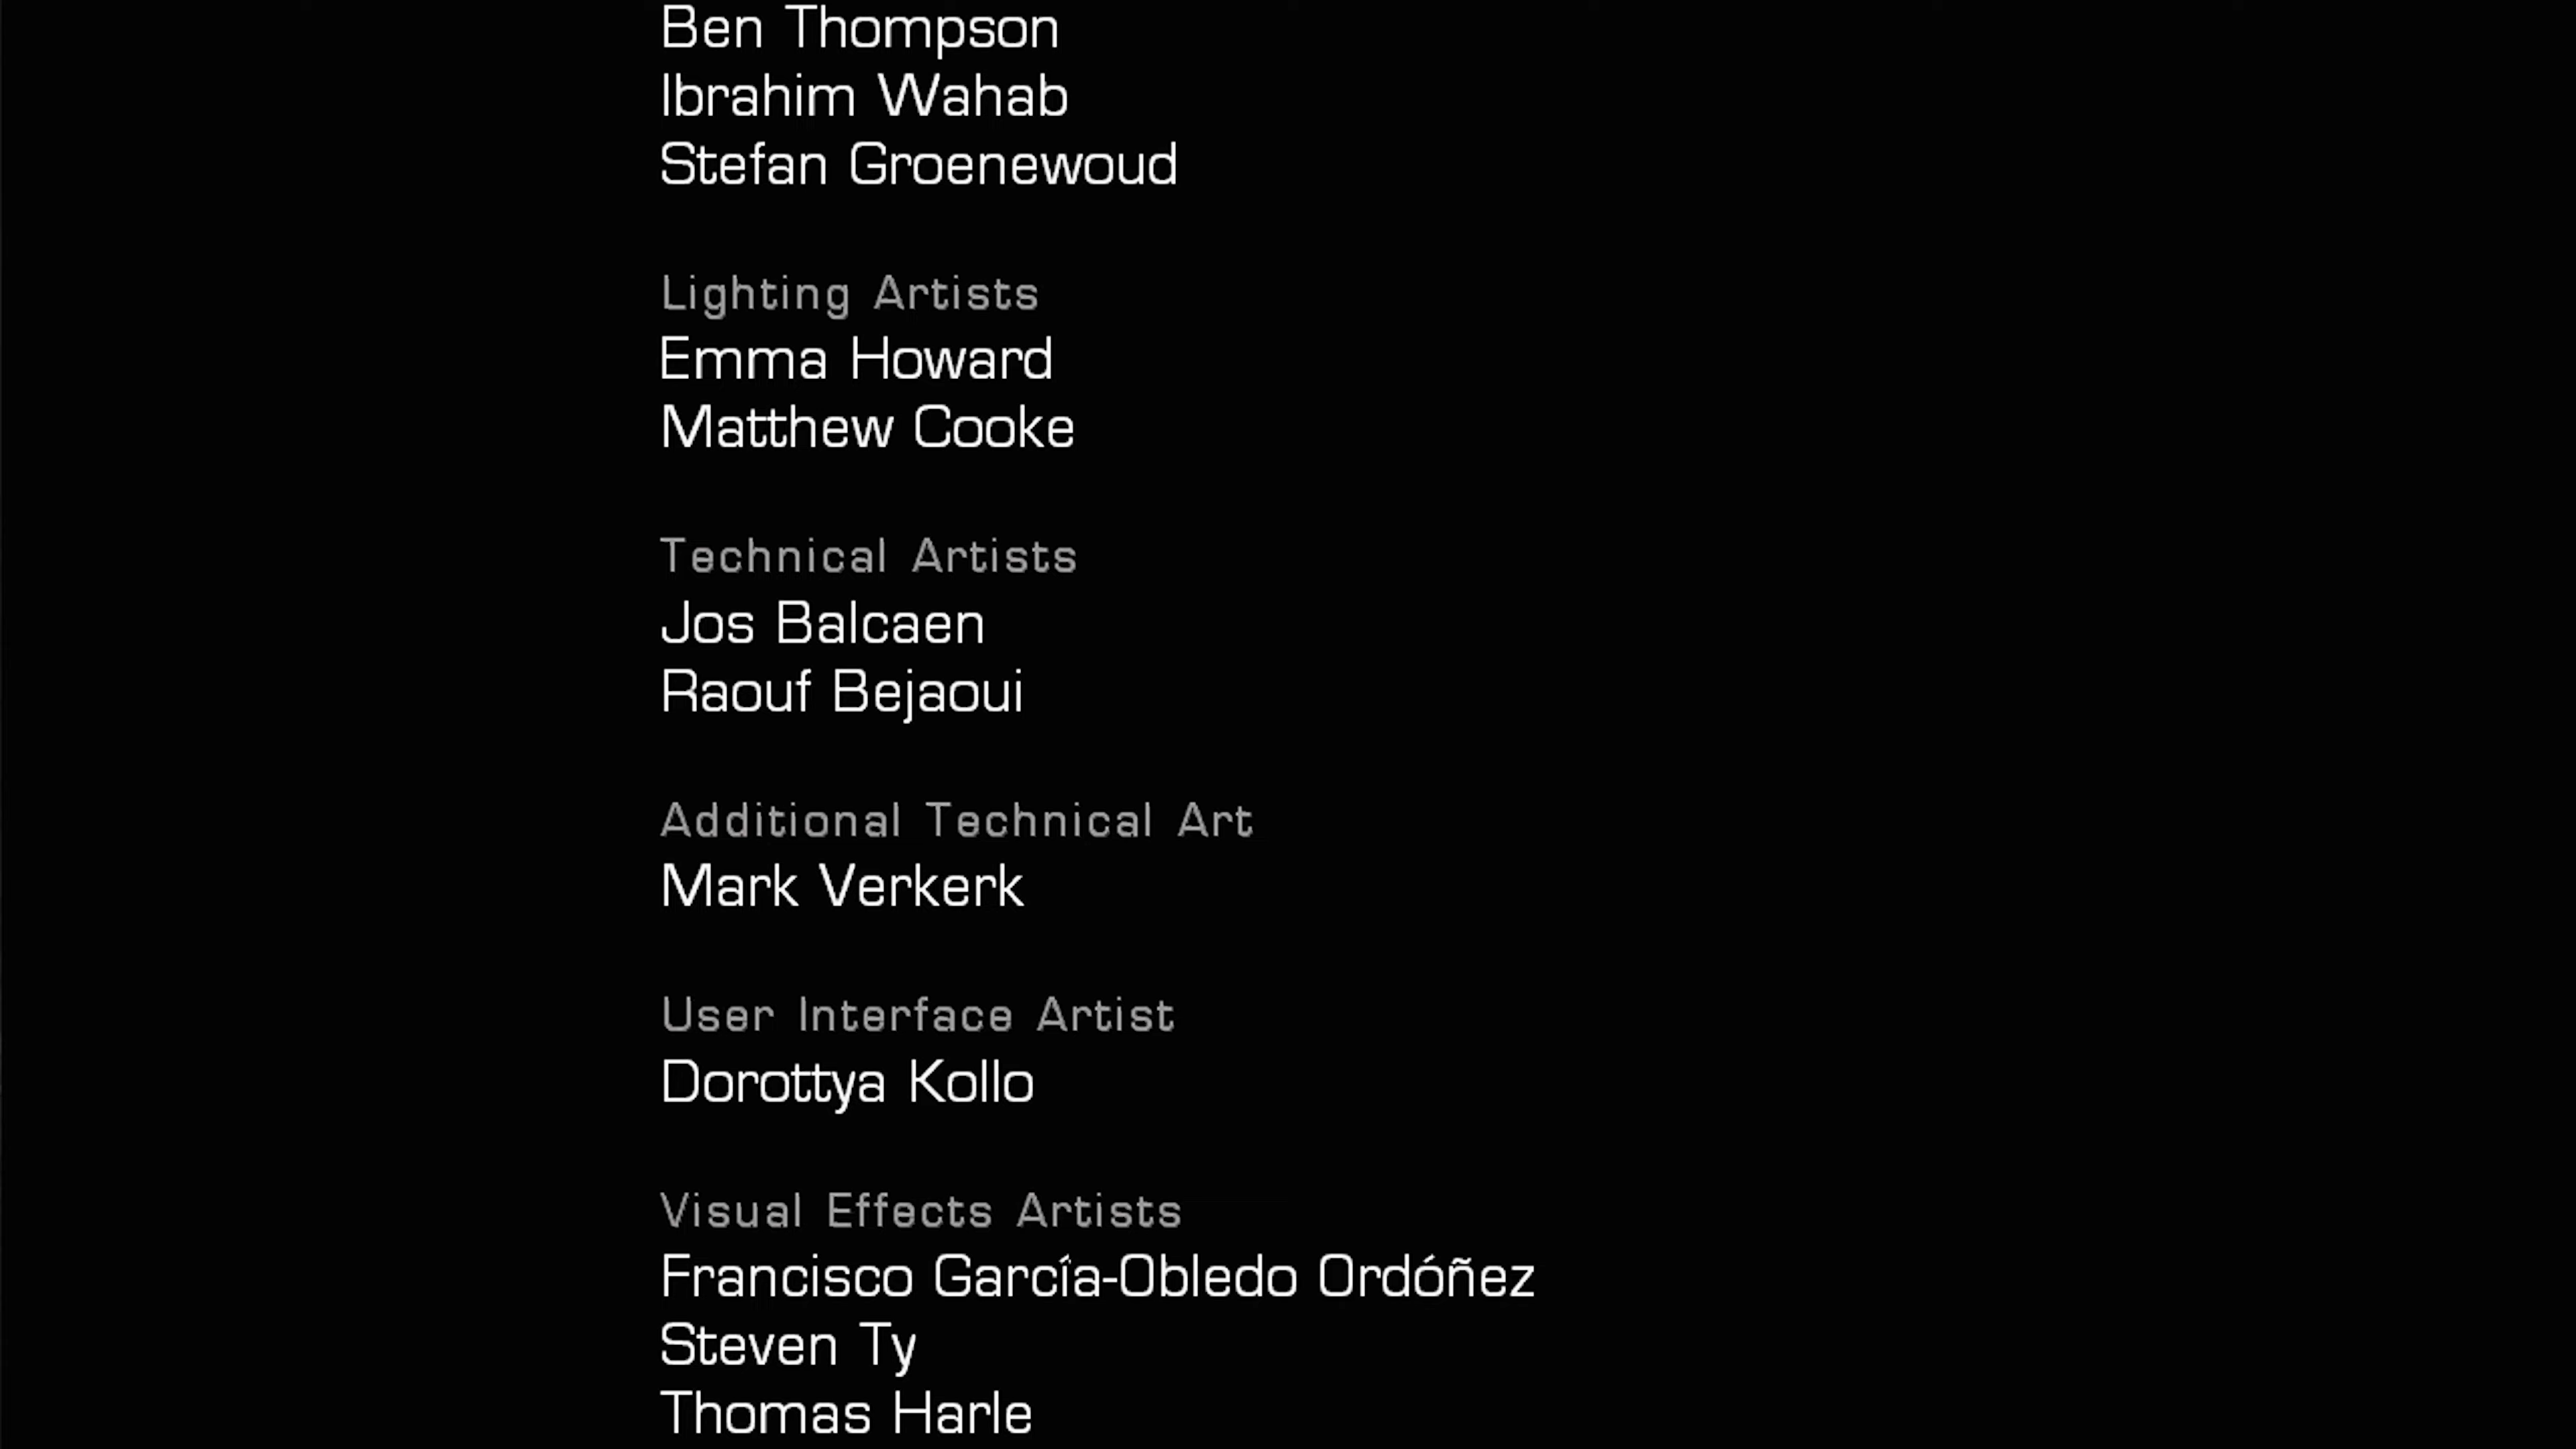 Ben Thompson
Ibrahim Wahab
Stefan Groenewoud
Lighting Artists
Emma Howard
Matthew Cooke
Technical Artists
Jos Balcaen
Raouf Bejaoui
Additional Technical Art
Mark Verkerk
User Interface Artist
Dorottya Kollo
Visual Effects Artists
Francisco García-Obledo Ordóñez
Steven Ty
Thomas Harle